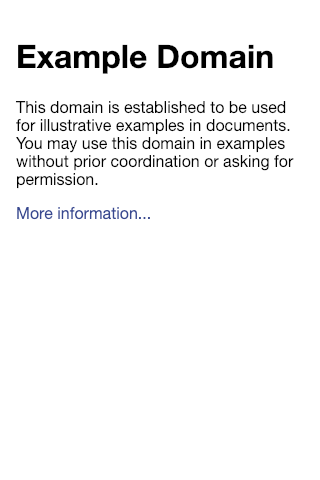 Example Domain
This domain is established to be used
for illustrative examples in documents.
You may use this domain in examples
without prior coordination or asking for
permission.
More information...